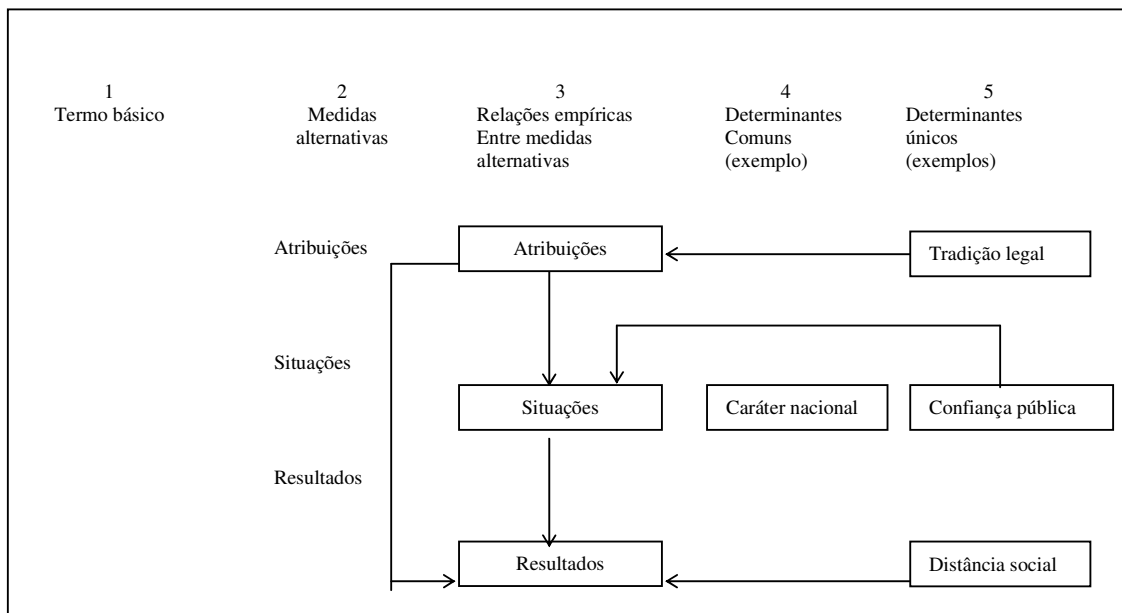 1
Termo básico
2
Medidas
alternativas
3
Relações empíricas
Entre medidas
alternativas
4
Determinantes
Comuns
(exemplo)
5
Determinantes
únicos
(exemplos)
Atribuições
Atribuições
Tradição legal
Situações
Situações
Caráter nacional
Confiança pública
Resultados
Resultados
Distância social